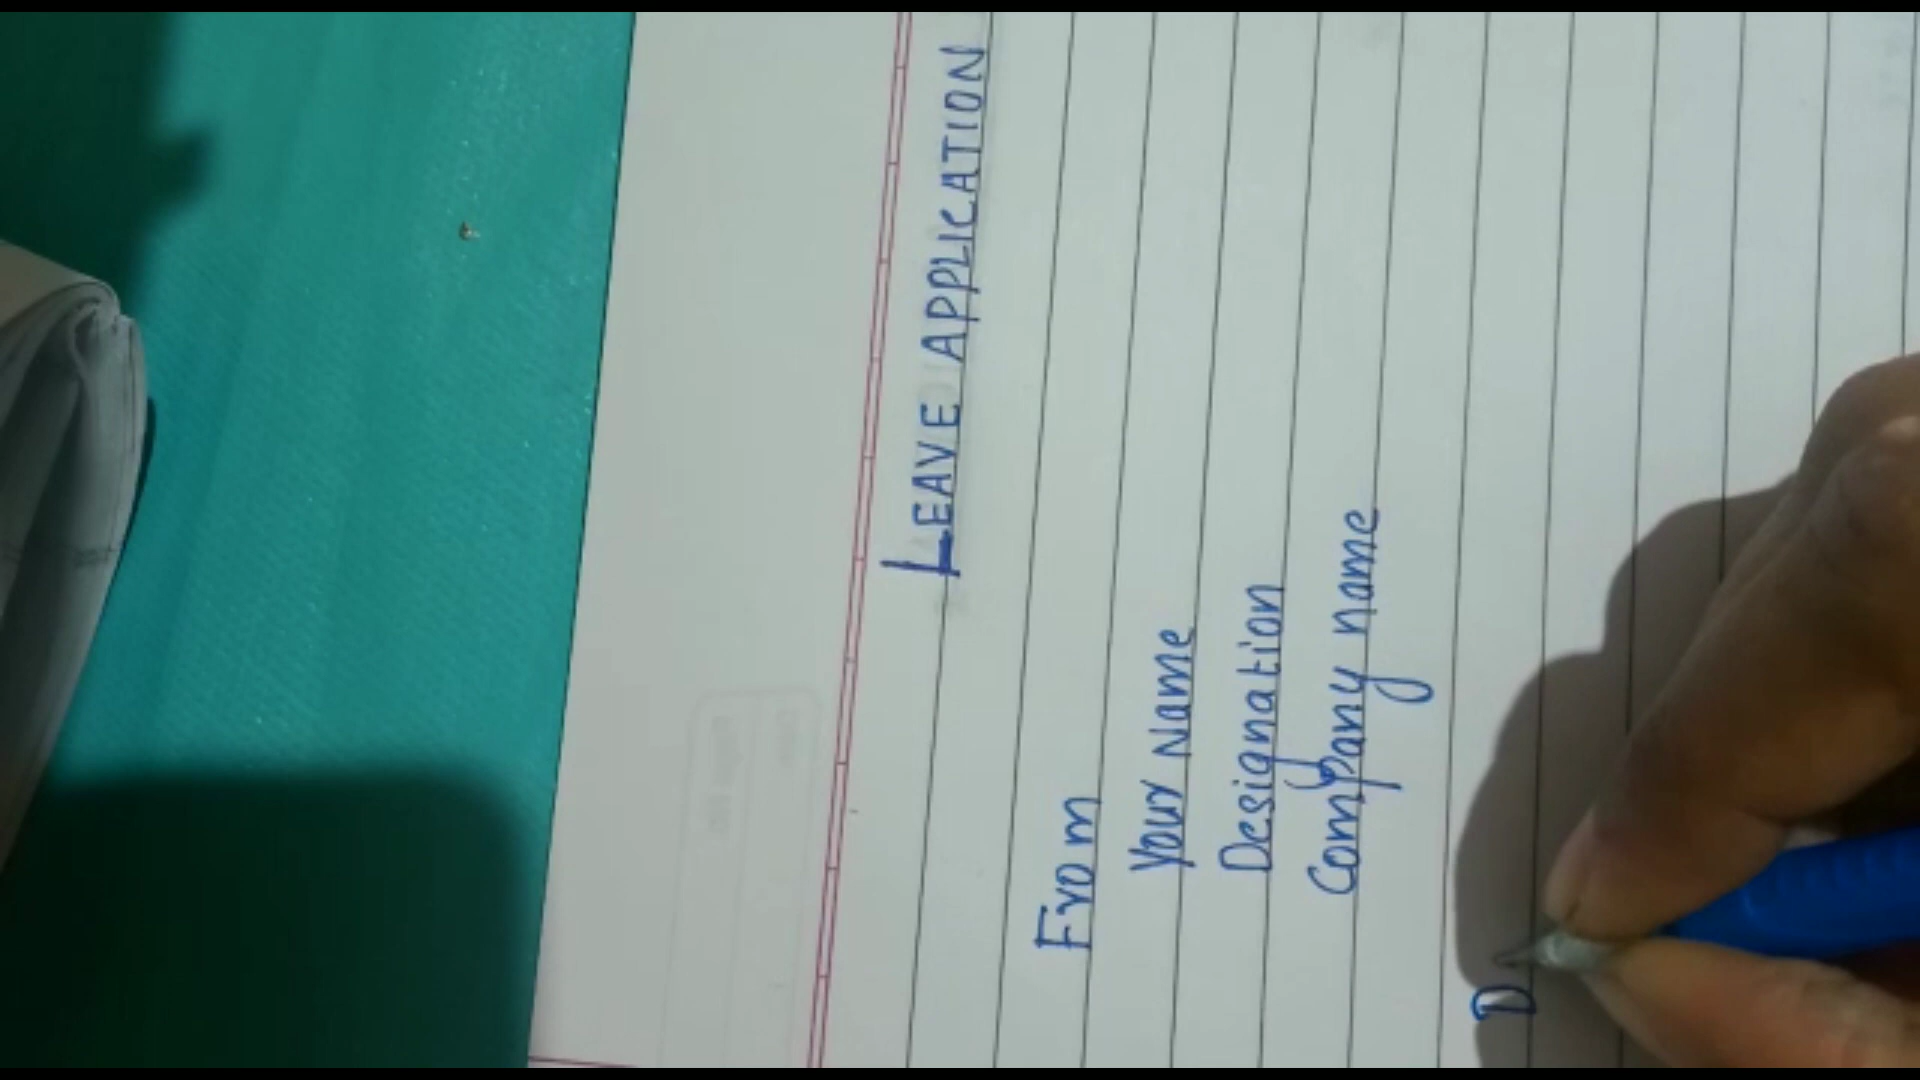 LEAVE APPLICATION
From
Your Name
Designation
Company name
D